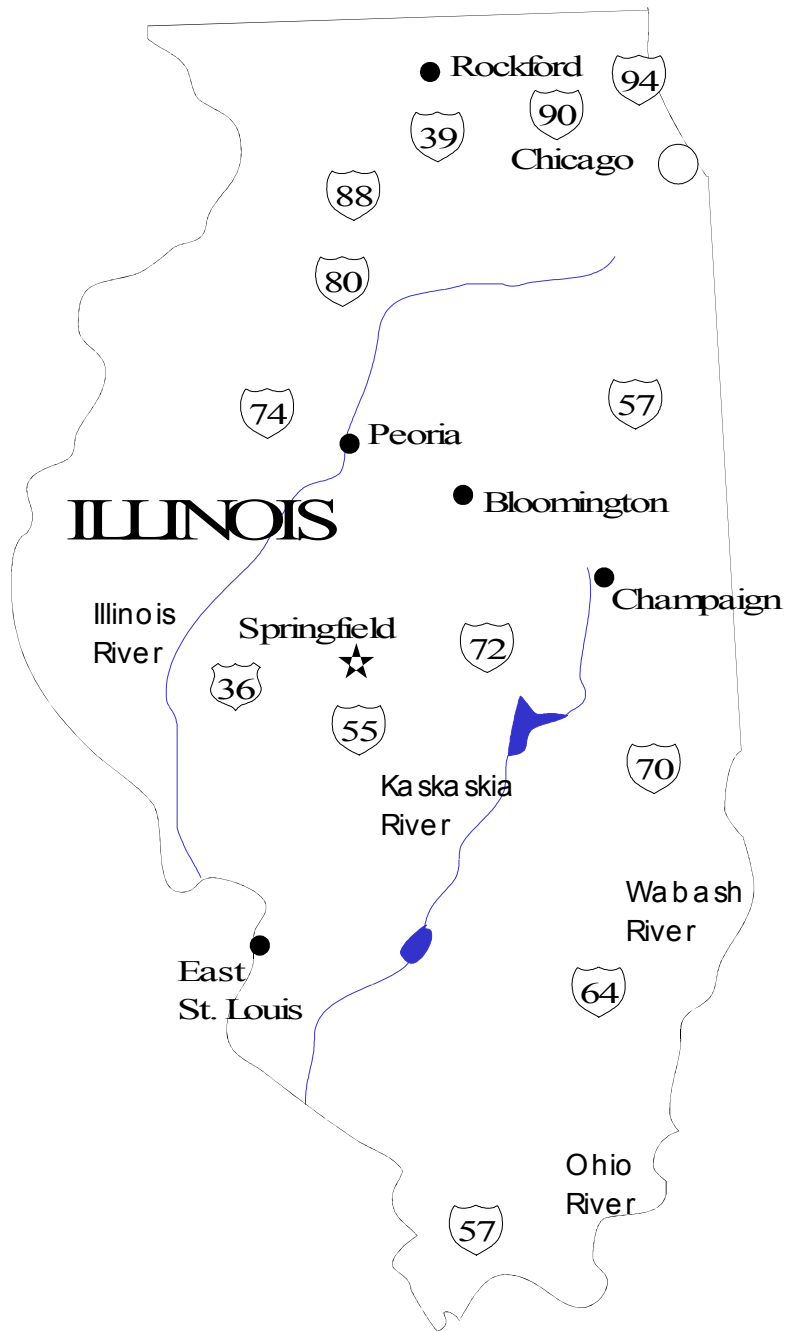 Rockford
94
90
39
Chicago
88
80
57
74
Peoria
Bloomington
ILLINOIS
Champaign
Illinois
River
Springfield
72
36
55
70
Kaskaskia
River
Wabash
River
East
St. Louis
64
Ohio
River
57